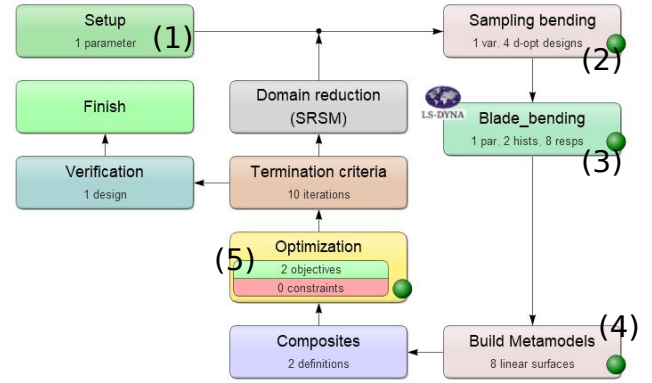 Setup
1 parameter
(1)
Sampling bending
1 var, 4 d-opt designs
(2)
Finish
Domain reduction
(SRSM)
LS-DYNA
Blade_bending
1 par, 2 hists, 8 resps
(3)
Verification
1 design
Termination criteria
10 iterations
(5)
Optimization
2 objectives
0 constraints
Composites
2 definitions
(4)
Build Metamodels
8 linear surfaces